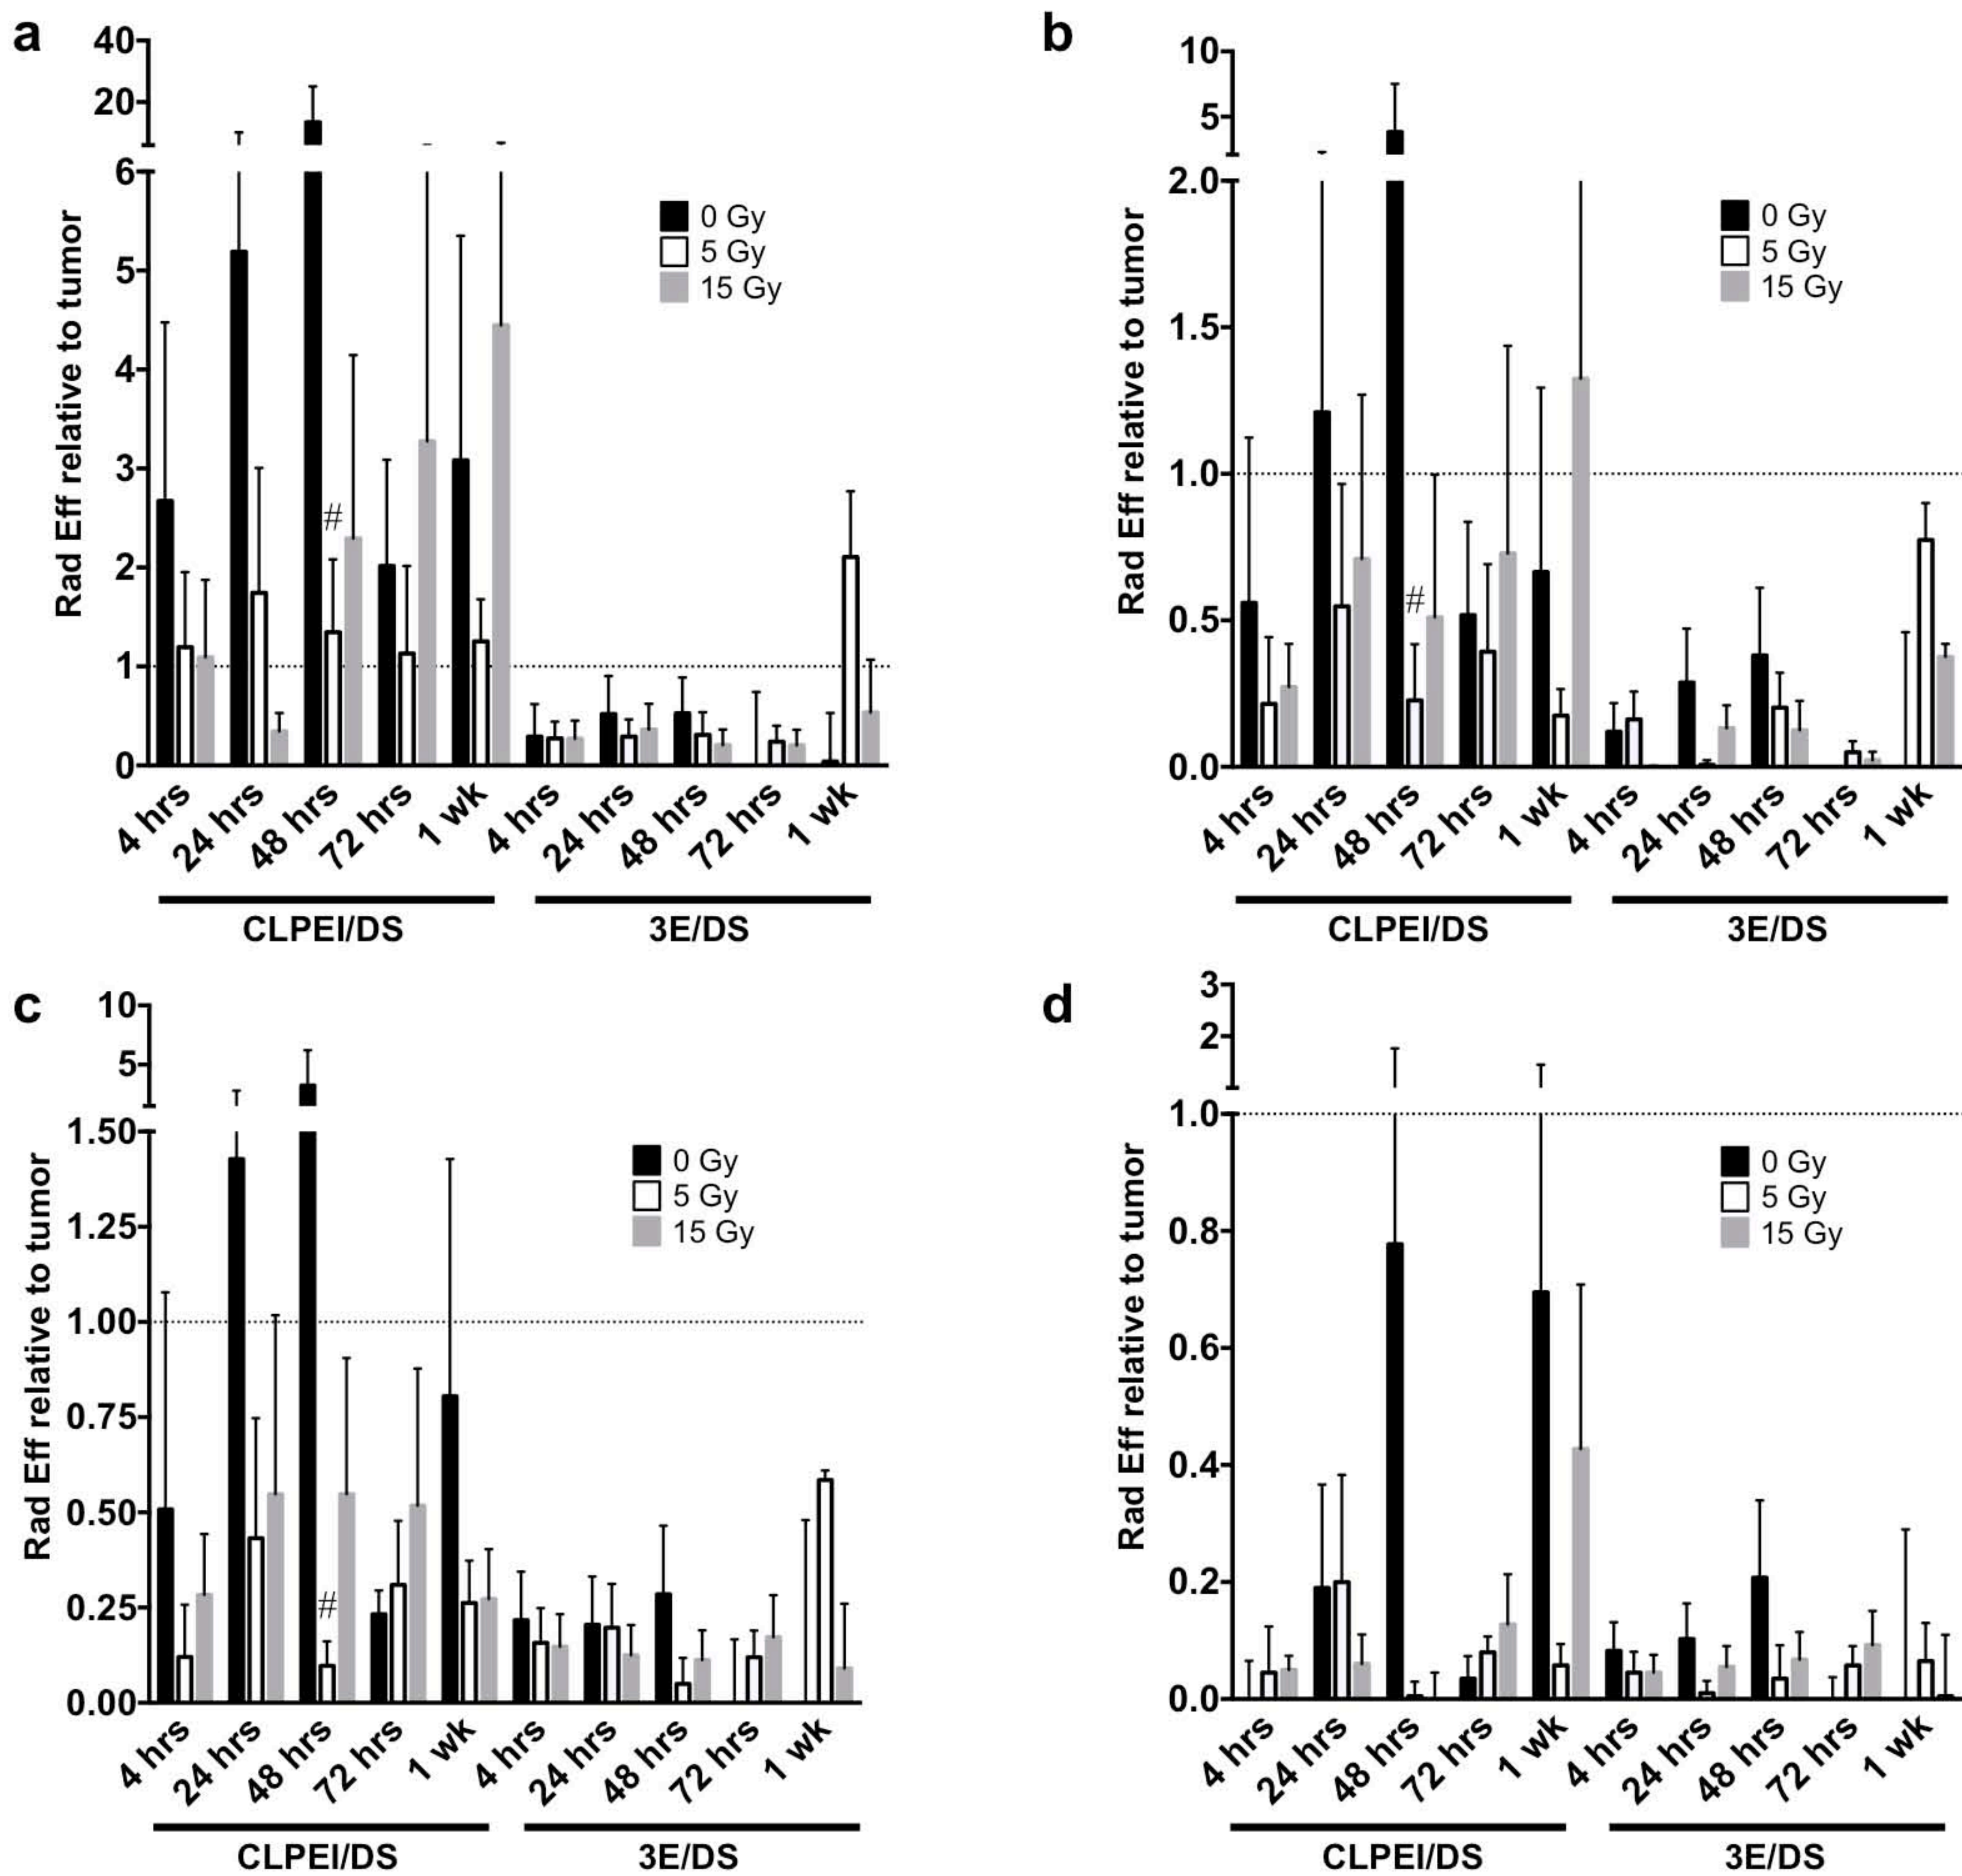 a
40
20
6
5
4
3
2
1
0
Rad Eff relative to tumor
0 Gy
5 Gy
15 Gy
#
4 hrs
24 hrs
48 hrs
72 hrs
1 wk
4 hrs
24 hrs
48 hrs
72 hrs
1 wk
CLPEI/DS
3E/DS
b
10
5
2.0
1.5
1.0
0.5
0.0
Rad Eff relative to tumor
0 Gy
5 Gy
15 Gy
#
4 hrs
24 hrs
48 hrs
72 hrs
1 wk
4 hrs
24 hrs
48 hrs
72 hrs
1 wk
CLPEI/DS
3E/DS
c
10
5
1.50
1.25
1.00
0.75
0.50
0.25
0.00
Rad Eff relative to tumor
0 Gy
5 Gy
15 Gy
#
4 hrs
24 hrs
48 hrs
72 hrs
1 wk
4 hrs
24 hrs
48 hrs
72 hrs
1 wk
CLPEI/DS
3E/DS
d
3
2
1.0
0.8
0.6
0.4
0.2
0.0
Rad Eff relative to tumor
0 Gy
5 Gy
15 Gy
4 hrs
24 hrs
48 hrs
72 hrs
1 wk
4 hrs
24 hrs
48 hrs
72 hrs
1 wk
CLPEI/DS
3E/DS